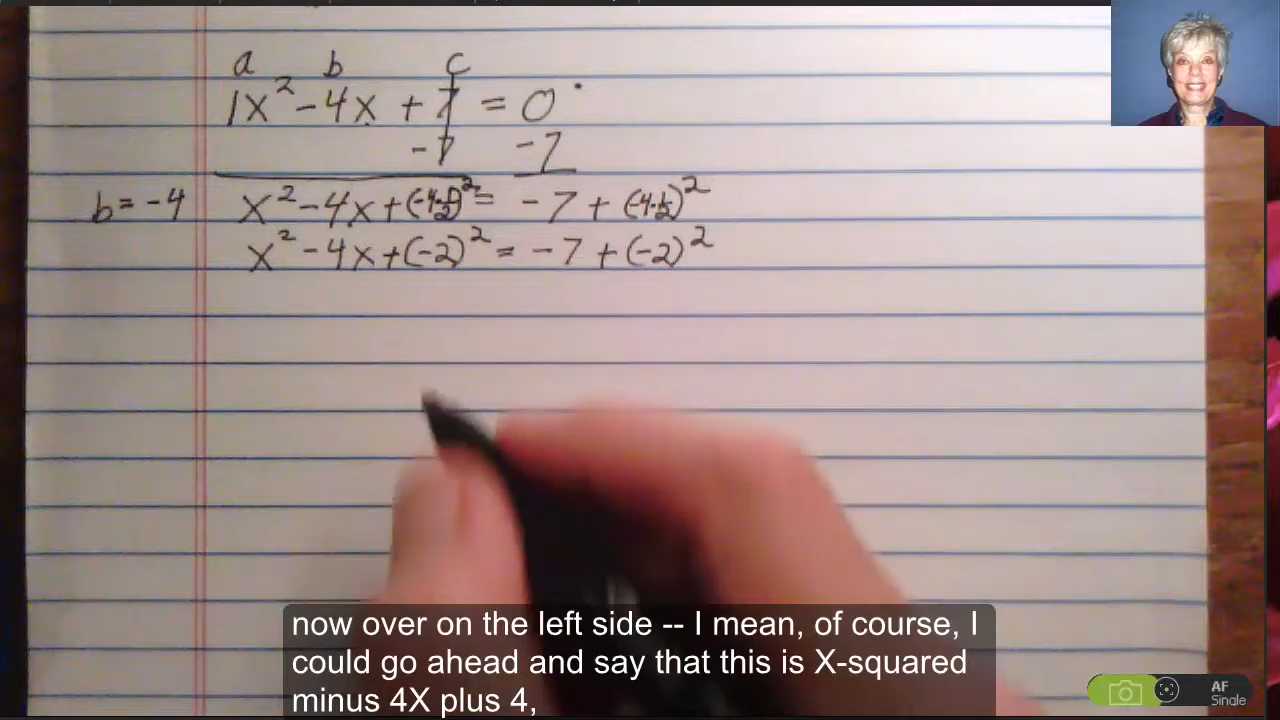 a b c
1x² - 4x + 7 = 0
-7 -7
b = -4 x² - 4x + (-4·½)² = -7 + (-4·½)²
x² - 4x + (-2)² = -7 + (-2)²
now over on the left side -- I mean, of course, I
could go ahead and say that this is X-squared
minus 4X plus 4,
AF
Single